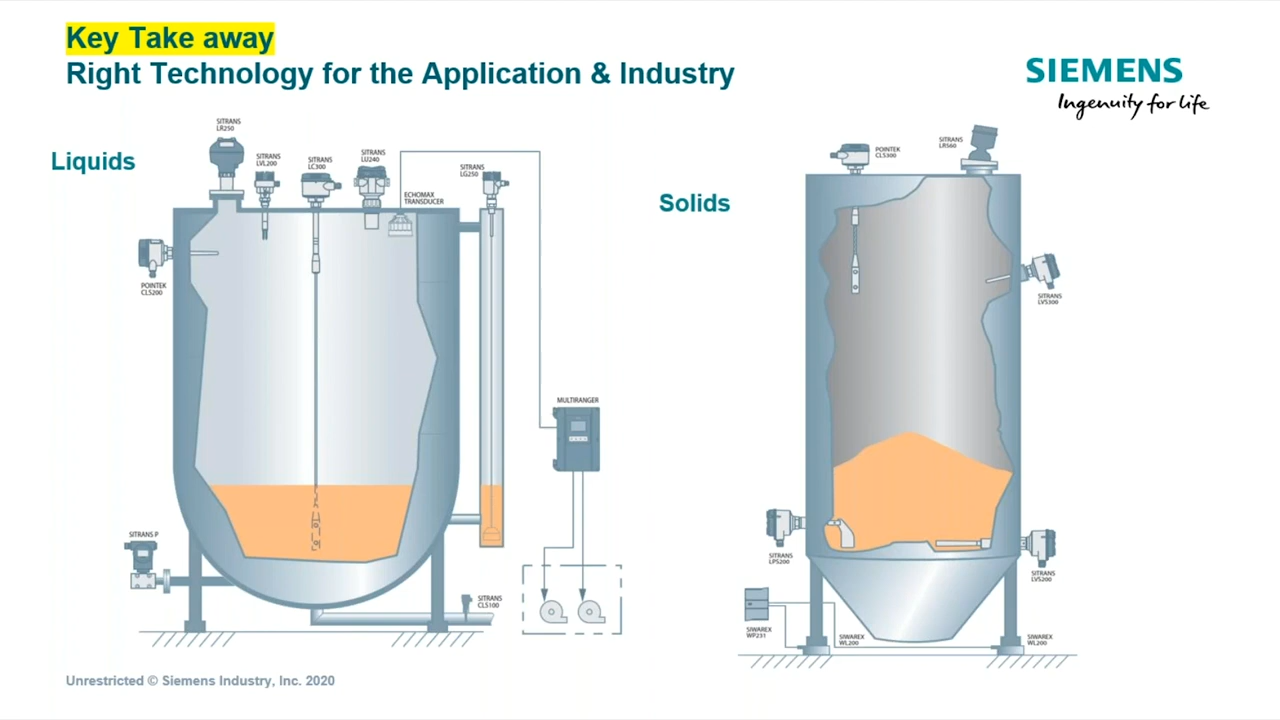 Key Take away
Right Technology for the Application & Industry
SIEMENS
Ingenuity for life
Liquids
SITRANS
LR250
SITRANS
LVL200
SITRANS
LC300
SITRANS
LU240
ECHOMAX
TRANSDUCER
SITRANS
LG250
POINTEK
CLS200
MULTIRANGER
SITRANS P
SITRANS
CLS100
Solids
POINTEK
CLS300
SITRANS
LR560
SITRANS
LVS300
SITRANS
LPS200
SITRANS
LVS200
SIWAREX
WP231
SIWAREX
WL200
SIWAREX
WL200
Unrestricted © Siemens Industry, Inc. 2020